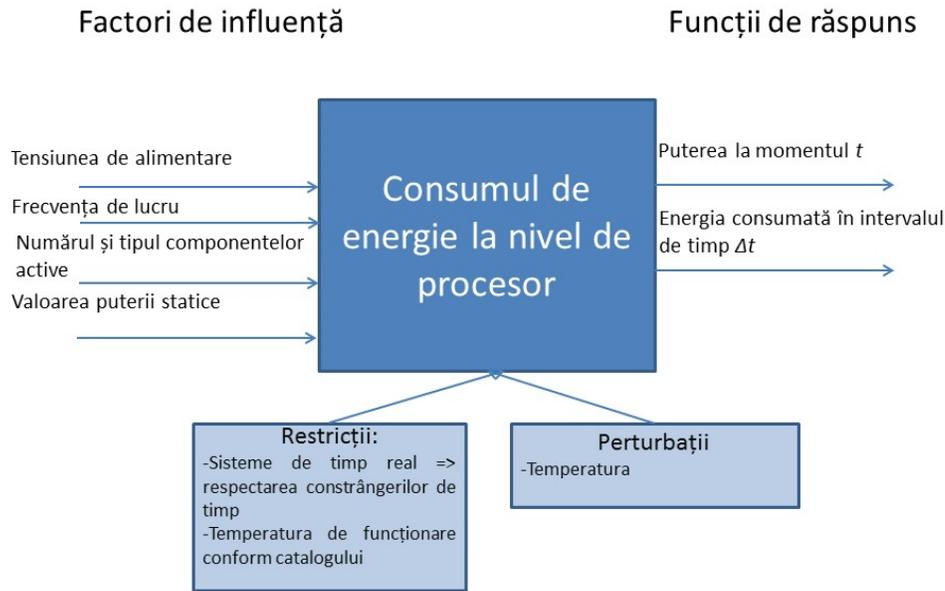 Factori de influență
Funcții de răspuns
Tensiunea de alimentare
Frecvența de lucru
Numărul și tipul componentelor
active
Valoarea puterii statice
Consumul de
energie la nivel de
procesor
Puterea la momentul t
Energia consumată în intervalul
de timp Δt
Restricții:
-Sisteme de timp real =>
respectarea constrângerilor de
timp
-Temperatura de funcționare
conform catalogului
Perturbații
-Temperatura